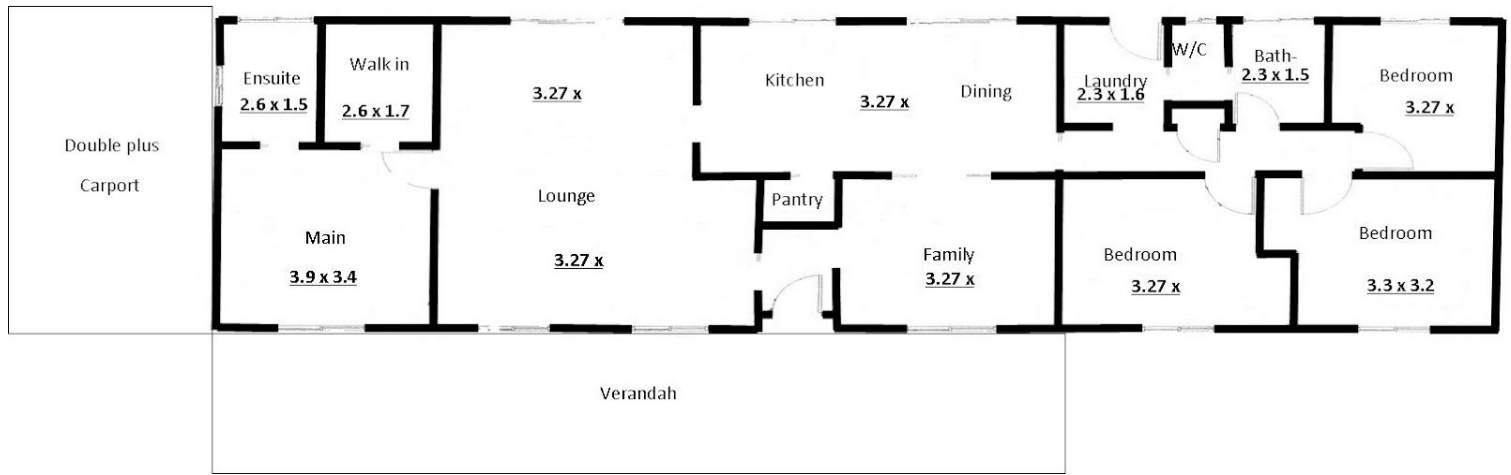 Double plus
Carport
Ensuite
2.6 x 1.5
Walk in
2.6 x 1.7
Main
3.9 x 3.4
3.27 x
Lounge
3.27 x
Kitchen
3.27 x
Dining
Pantry
Family
3.27 x
Laundry
2.3 x 1.6
W/C
Bath-
2.3 x 1.5
Bedroom
3.27 x
Bedroom
3.27 x
Bedroom
3.3 x 3.2
Verandah